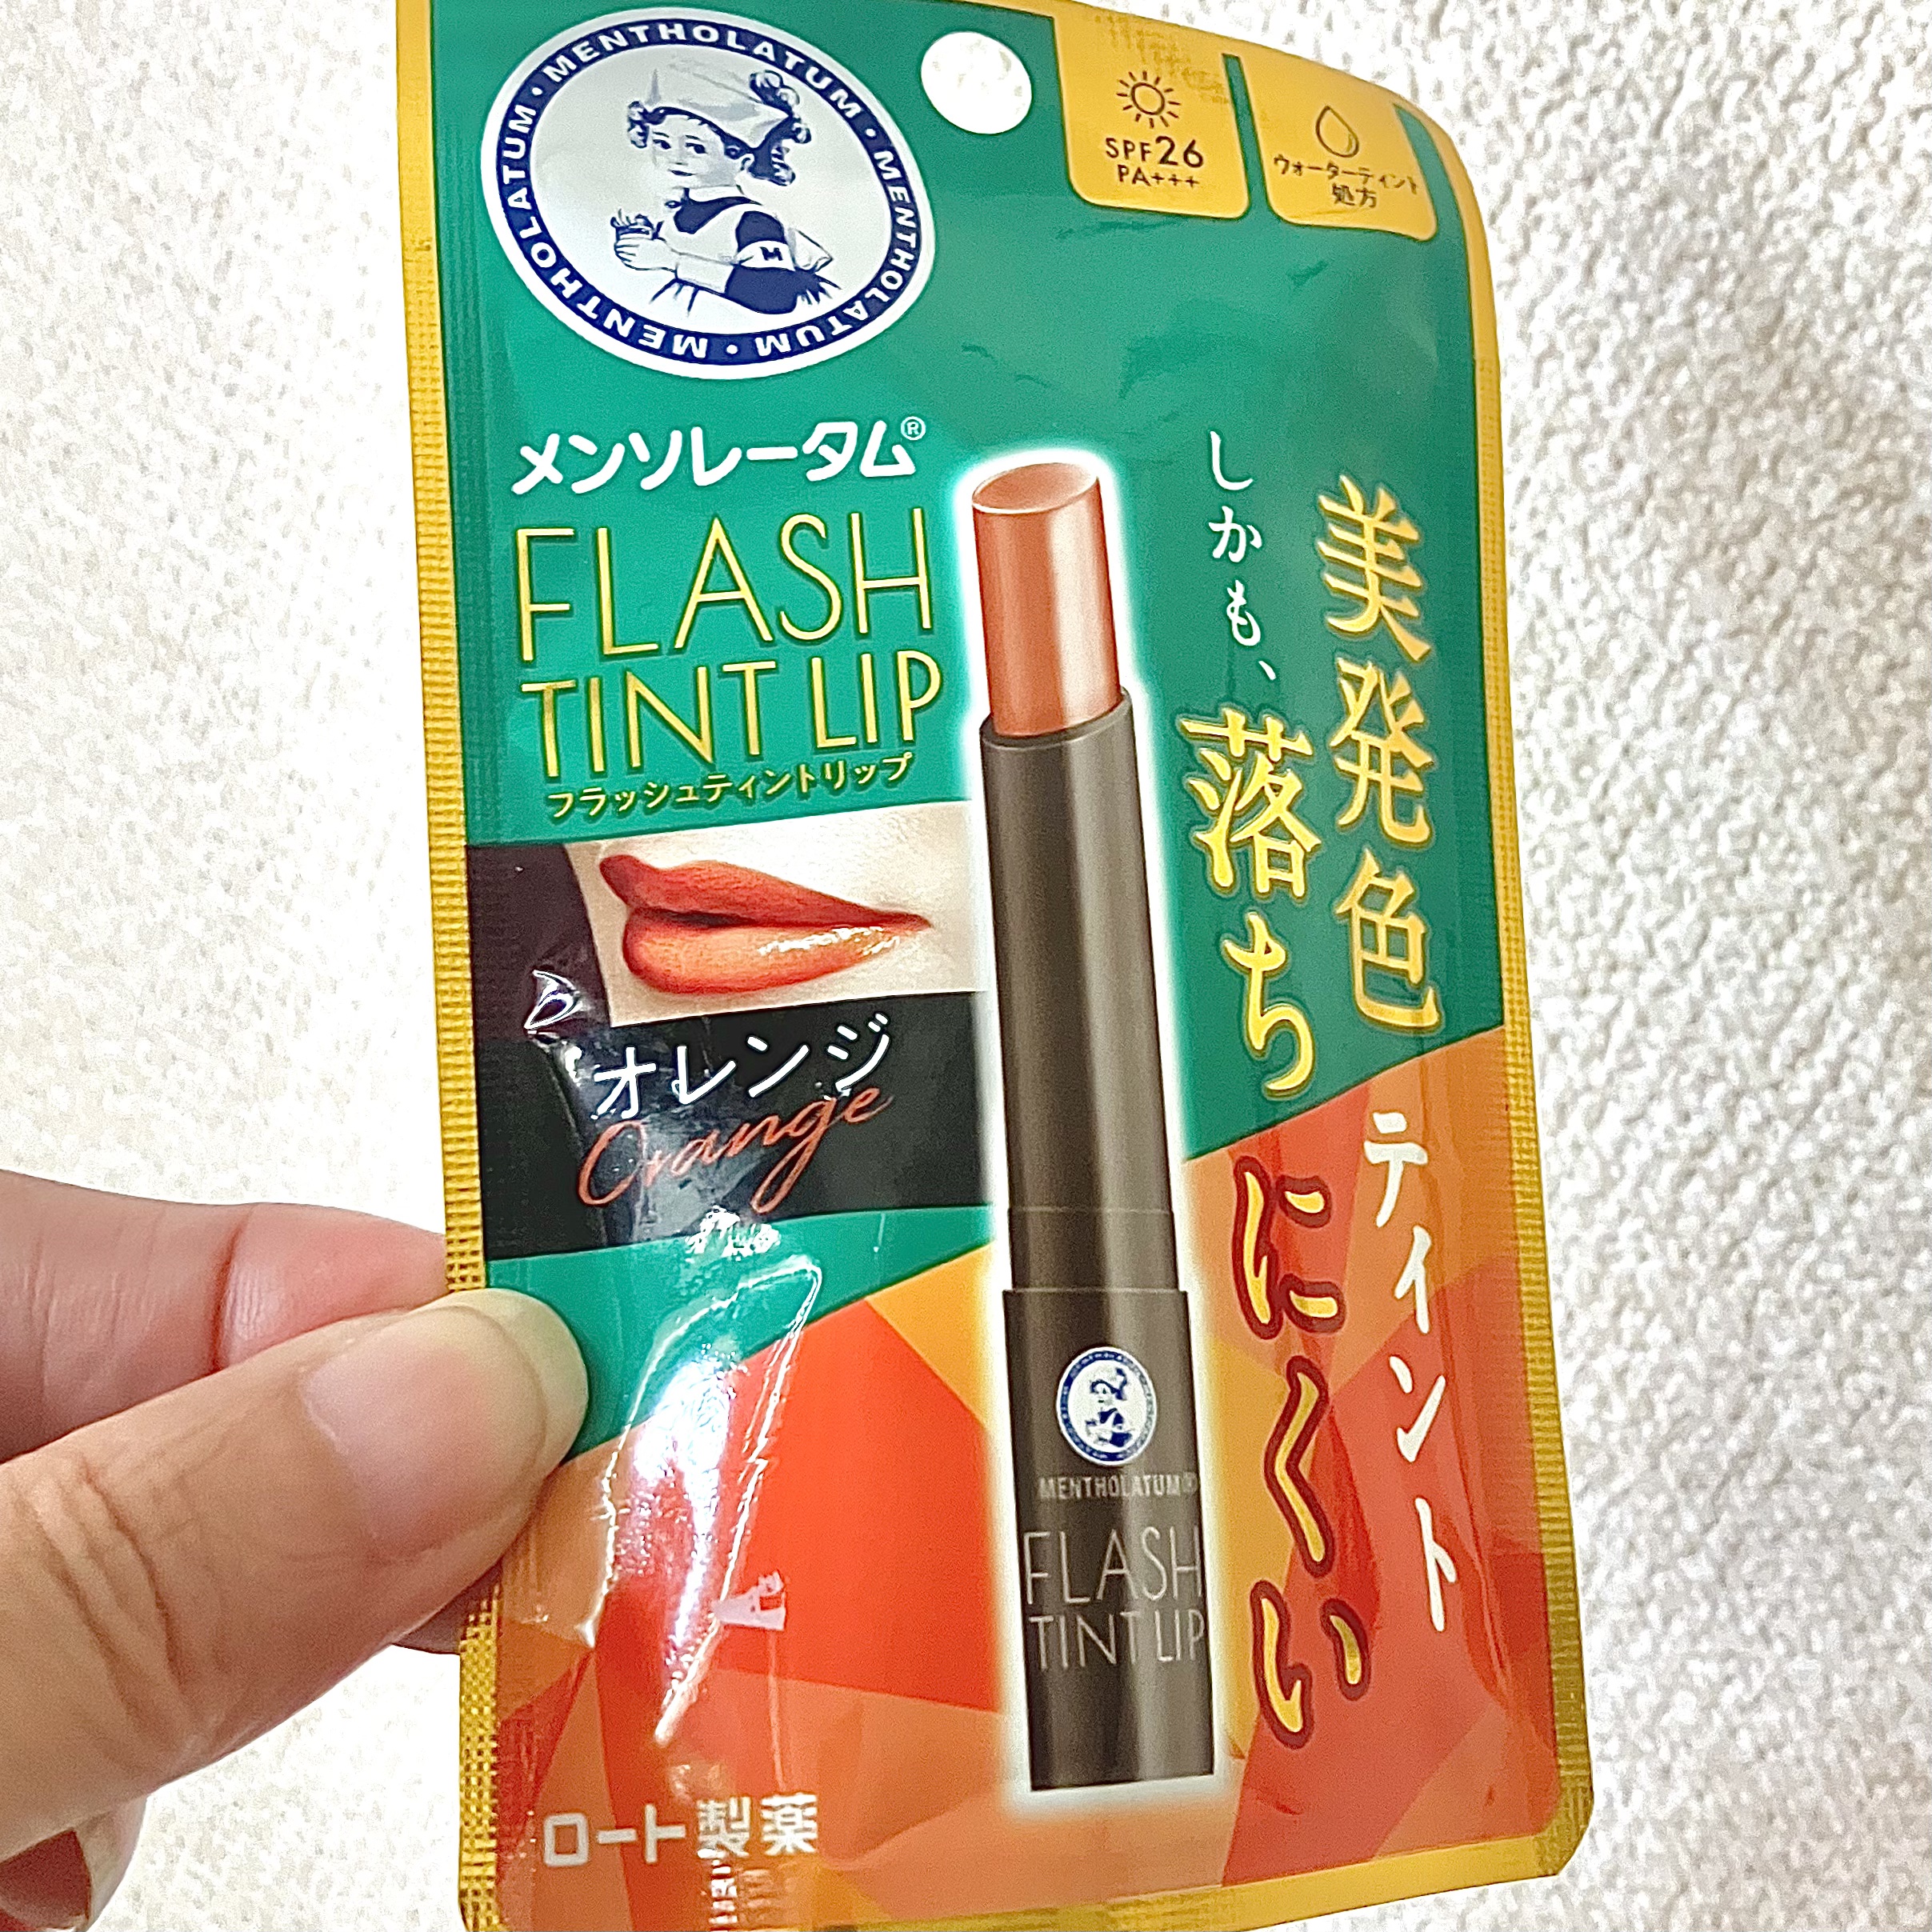 MENTHOLATUM・MENTHOLATUM・MENTHOLATUM・MENTHOLATUM・
M
SPF26
PA+++
ウォーターティント
処方
メンソレータム®
FLASH
TINT LIP
フラッシュティントリップ
オレンジ
Orange
美発色ティント
しかも、落ちにくい
MENTHOLATUM®
FLASH
TINT LIP
ロート製薬